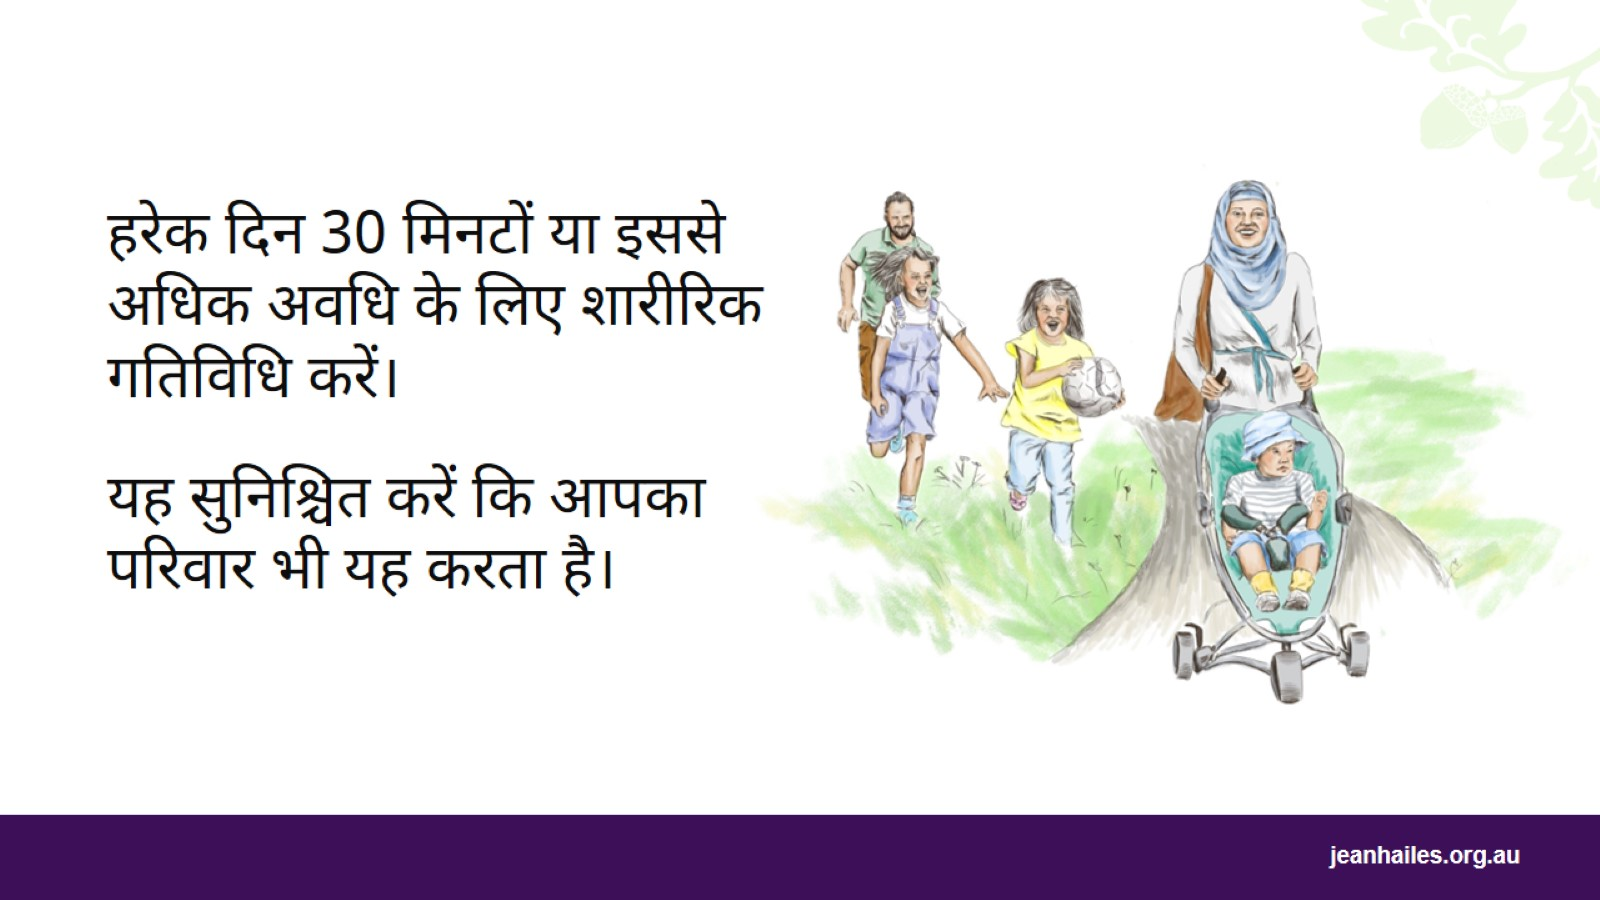 हरेक दिन 30 मिनटों या इससे
अधिक अवधि के लिए शारीरिक
गतिविधि करें।
यह सुनिश्चित करें कि आपका
परिवार भी यह करता है।
jeanhailes.org.au